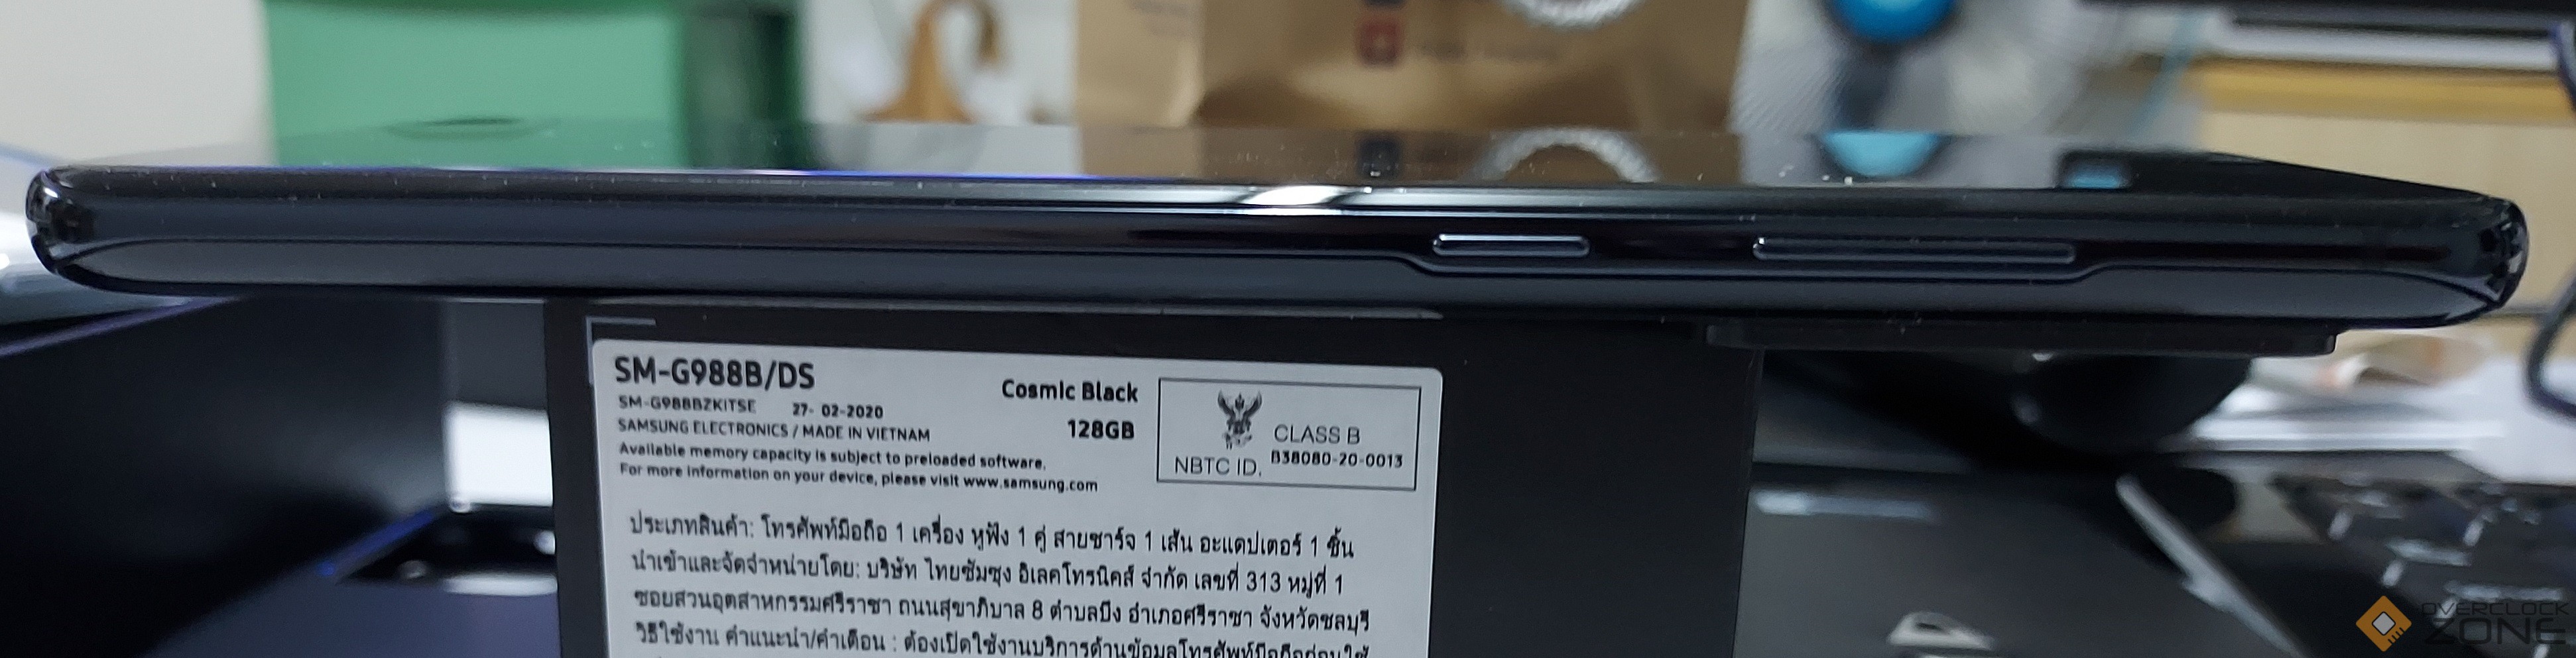 SM-G988B/DS
SM-G988BZKITSE 27- 02-2020
SAMSUNG ELECTRONICS / MADE IN VIETNAM
Available memory capacity is subject to preloaded software.
For more information on your device, please visit www.samsung.com
Cosmic Black
128GB
CLASS B
NBTC ID. B38080-20-0013
ประเภทสินค้า: โทรศัพท์มือถือ 1 เครื่อง หูฟัง 1 คู่ สายชาร์จ 1 เส้น อะแดปเตอร์ 1 ชิ้น
นำเข้าและจัดจำหน่ายโดย: บริษัท ไทยซัมซุง อิเลคโทรนิคส์ จำกัด เลขที่ 313 หมู่ที่ 1
ซอยสวนอุตสาหกรรมศรีราชา ถนนสุขาภิบาล 8 ตำบลบึง อำเภอศรีราชา จังหวัดชลบุรี
วิธีใช้งาน คำแนะนำ/คำเตือน : ต้องเปิดใช้งานบริการด้านข้อมูลโทรศัพท์มือถือก่อนใช้
OVERCLOCK
ZONE